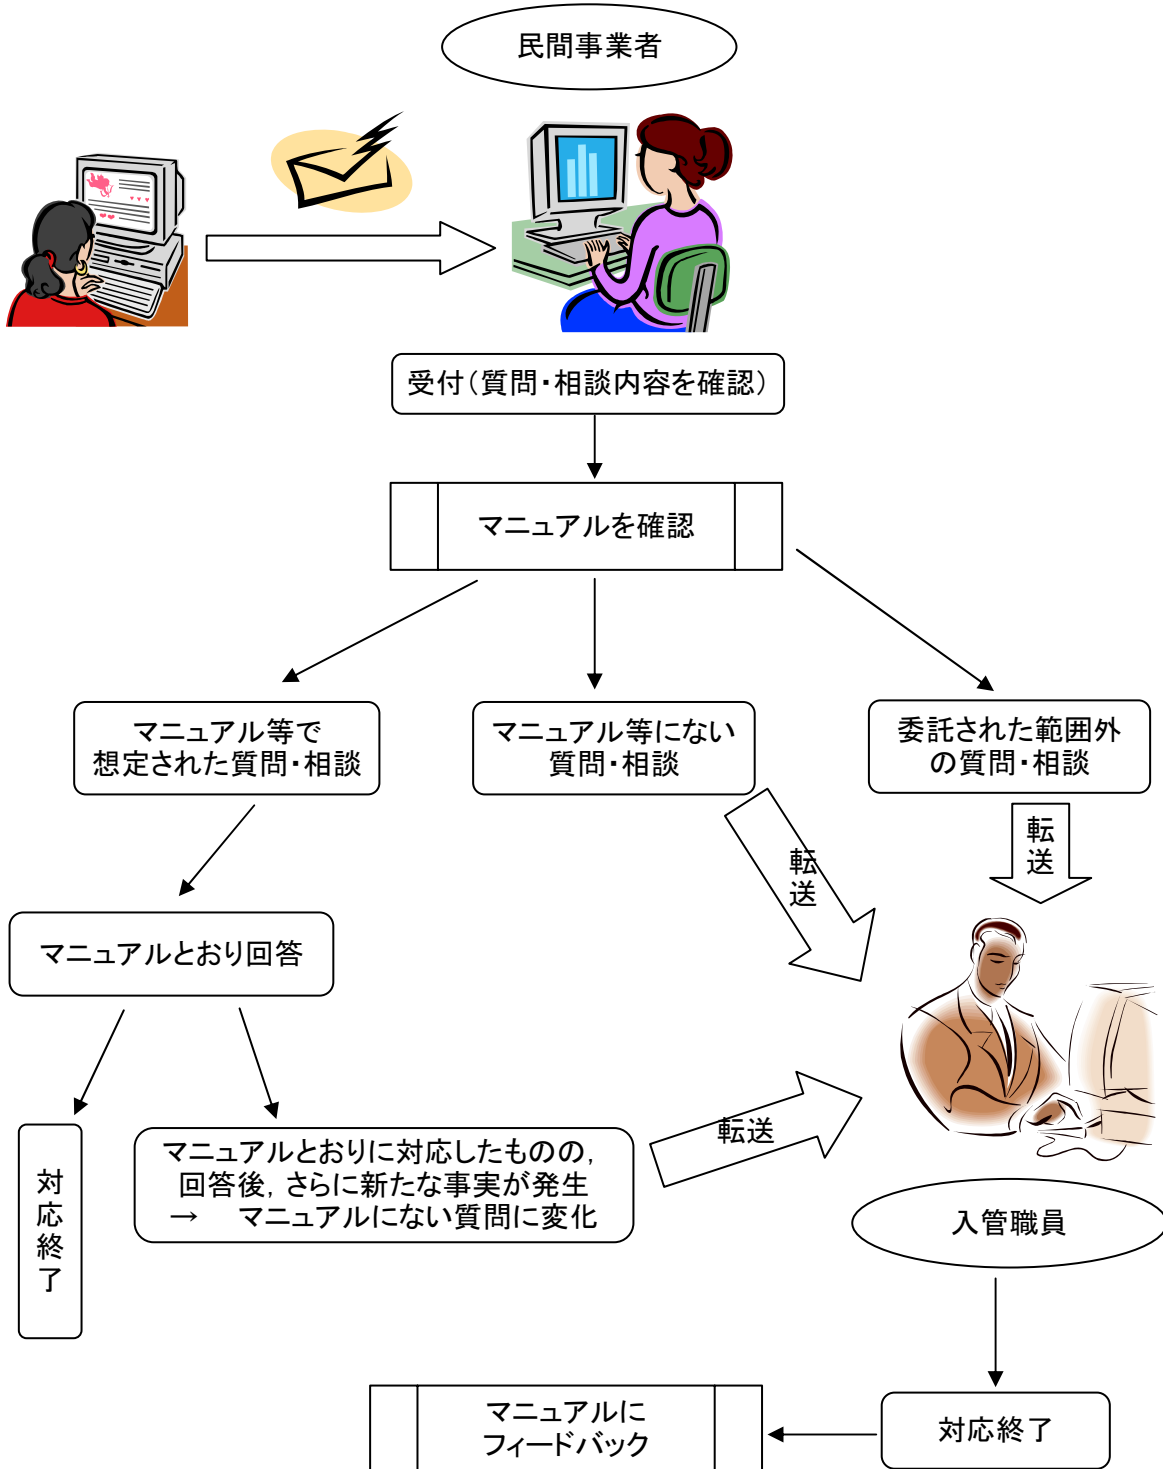 民間事業者
受付（質問・相談内容を確認）
マニュアルを確認
マニュアル等で
想定された質問・相談
マニュアル等にない
質問・相談
委託された範囲外
の質問・相談
転送
転送
マニュアルとおり回答
転送
対応終了
マニュアルとおりに対応したものの，
回答後，さらに新たな事実が発生
→　マニュアルにない質問に変化
入管職員
マニュアルに
フィードバック
対応終了